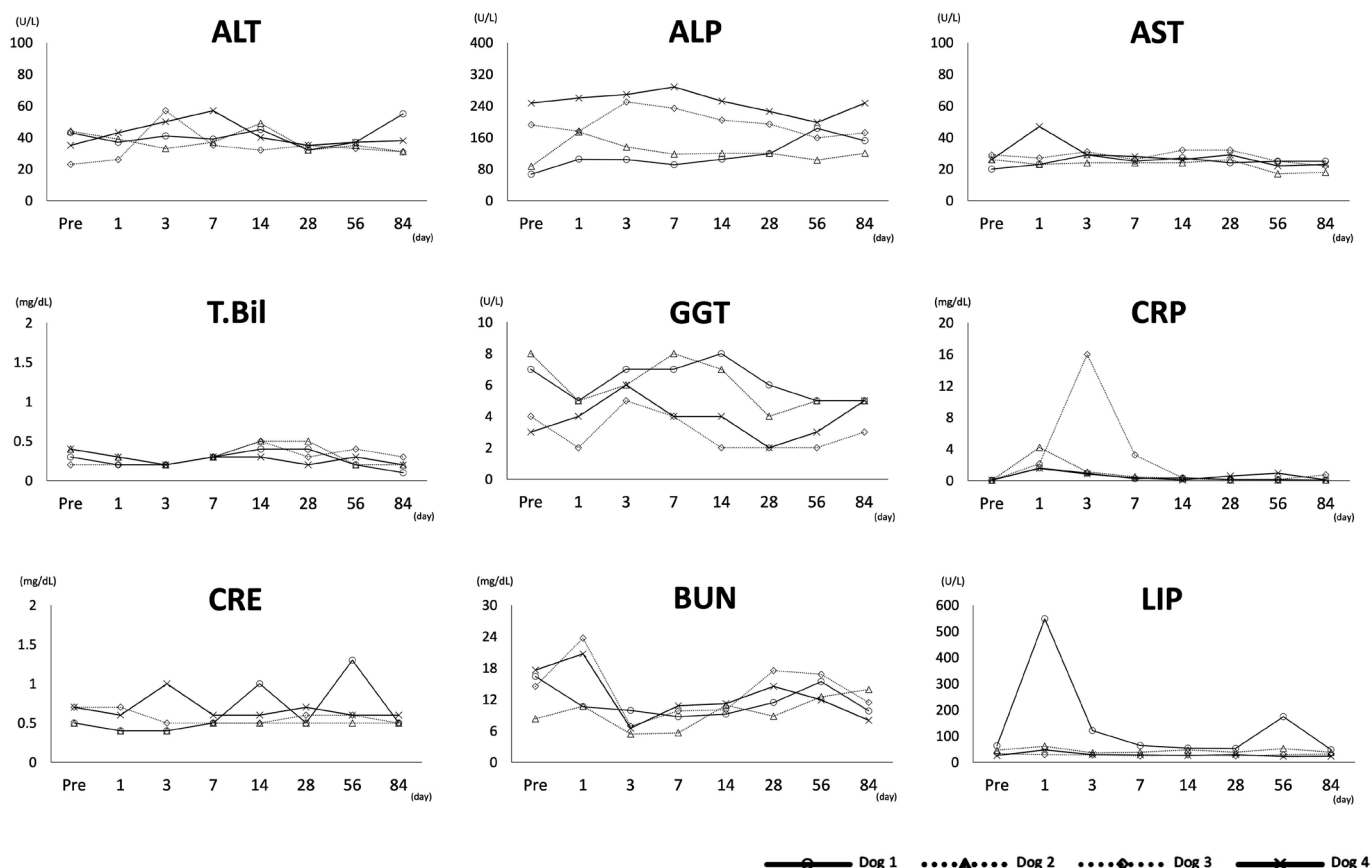 (U/L)
ALT
100
80
60
40
20
0
Pre 1 3 7 14 28 56 84
(day)
(U/L)
ALP
400
320
240
160
80
0
Pre 1 3 7 14 28 56 84
(day)
(U/L)
AST
100
80
60
40
20
0
Pre 1 3 7 14 28 56 84
(day)
(mg/dL)
T.Bil
2
1.5
1
0.5
0
Pre 1 3 7 14 28 56 84
(day)
(U/L)
GGT
10
8
6
4
2
0
Pre 1 3 7 14 28 56 84
(day)
(mg/dL)
CRP
20
16
12
8
4
0
Pre 1 3 7 14 28 56 84
(day)
(mg/dL)
CRE
2
1.5
1
0.5
0
Pre 1 3 7 14 28 56 84
(day)
(mg/dL)
BUN
30
24
18
12
6
0
Pre 1 3 7 14 28 56 84
(day)
(U/L)
LIP
600
500
400
300
200
100
0
Pre 1 3 7 14 28 56 84
(day)
Dog 1 Dog 2 Dog 3 Dog 4